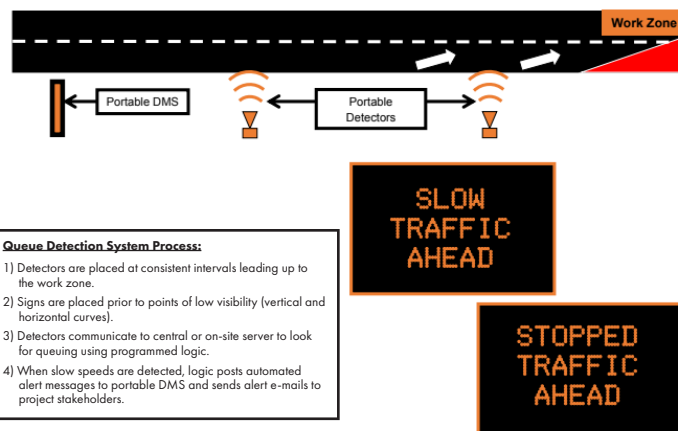 Work Zone
Portable DMS
Portable
Detectors
SLOW
TRAFFIC
AHEAD
Queue Detection System Process:
1) Detectors are placed at consistent intervals leading up to
the work zone.
2) Signs are placed prior to points of low visibility (vertical and
horizontal curves).
3) Detectors communicate to central or on-site server to look
for queuing using programmed logic.
4) When slow speeds are detected, logic posts automated
alert messages to portable DMS and sends alert e-mails to
project stakeholders.
STOPPED
TRAFFIC
AHEAD